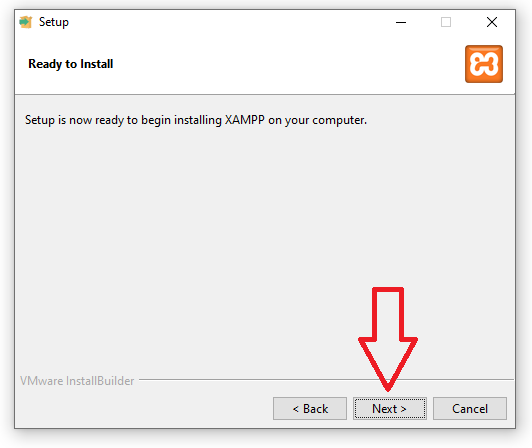 Setup
Ready to Install
Setup is now ready to begin installing XAMPP on your computer.
VMware InstallBuilder
< Back
Next >
Cancel